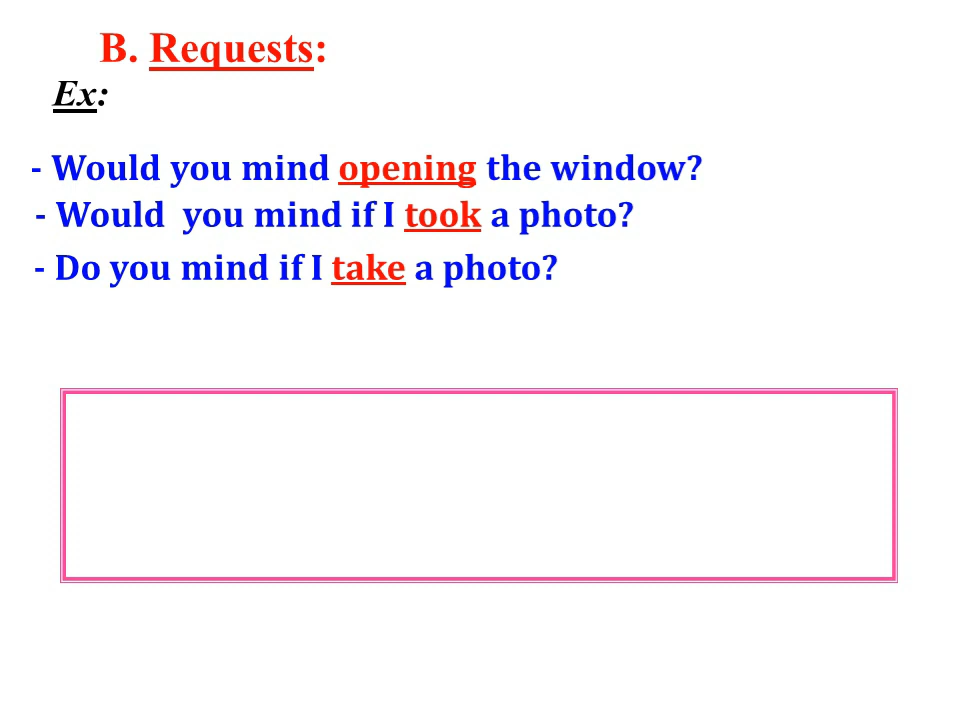 B. Requests:
Ex:
- Would you mind opening the window?
- Would  you mind if I took a photo?
- Do you mind if I take a photo?